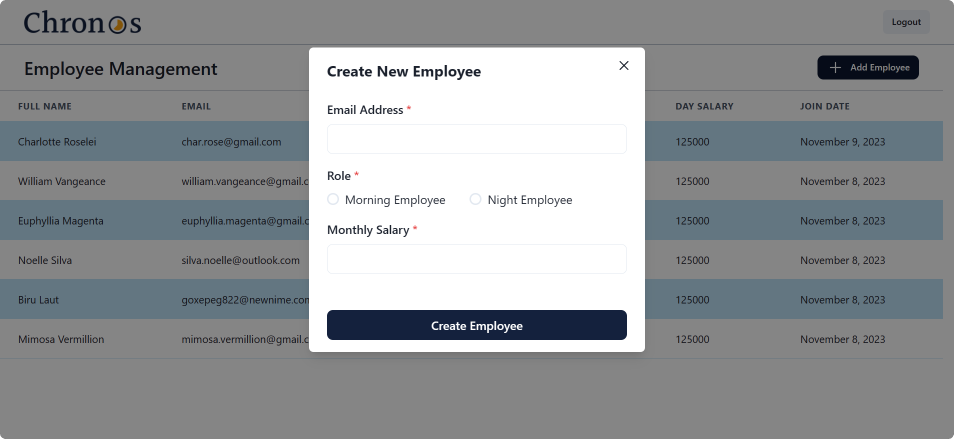 Chronos
Logout
Employee Management
Add Employee
FULL NAME EMAIL DAY SALARY JOIN DATE
Charlotte Roselei char.rose@gmail.com 125000 November 9, 2023
William Vangeance william.vangeance@gmail.c 125000 November 8, 2023
Euphyllia Magenta euphyllia.magenta@gmail.c 125000 November 8, 2023
Noelle Silva silva.noelle@outlook.com 125000 November 8, 2023
Biru Laut goxepeg822@newnime.com 125000 November 8, 2023
Mimosa Vermillion mimosa.vermillion@gmail.c 125000 November 8, 2023
Create New Employee
Email Address *
Role *
Morning Employee Night Employee
Monthly Salary *
Create Employee